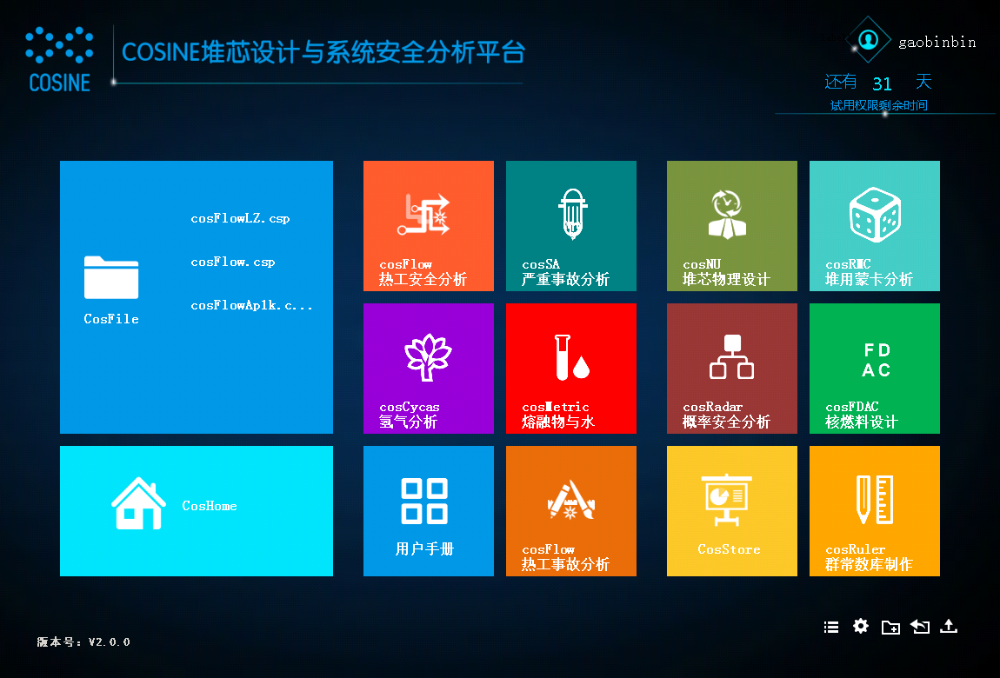 COSINE
COSINE堆芯设计与系统安全分析平台
gaobinbin
还有 31 天
试用权限剩余时间
cosFlowLZ.csp
cosFlow.csp
cosFlowAp1k.c...
CosFile
cosFlow
热工安全分析
cosSA
严重事故分析
cosNU
堆芯物理设计
cosRMC
堆用蒙卡分析
cosCycas
氢气分析
cosMetric
熔融物与水
cosRadar
概率安全分析
FD
AC
cosFDAC
核燃料设计
CosHome
用户手册
cosFlow
热工事故分析
CosStore
cosRuler
群常数库制作
版本号：V2.0.0